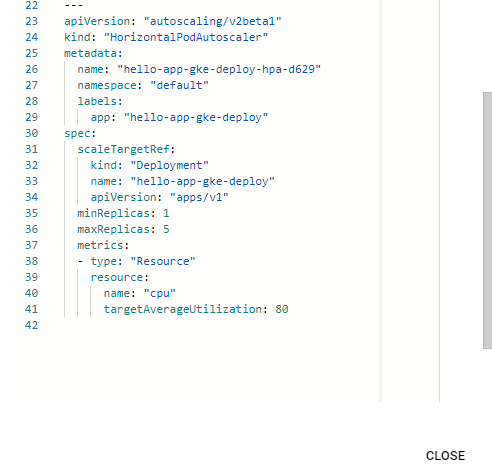 22 ---
23 apiVersion: "autoscaling/v2beta1"
24 kind: "HorizontalPodAutoscaler"
25 metadata:
26   name: "hello-app-gke-deploy-hpa-d629"
27   namespace: "default"
28   labels:
29     app: "hello-app-gke-deploy"
30 spec:
31   scaleTargetRef:
32     kind: "Deployment"
33     name: "hello-app-gke-deploy"
34     apiVersion: "apps/v1"
35   minReplicas: 1
36   maxReplicas: 5
37   metrics:
38   - type: "Resource"
39     resource:
40       name: "cpu"
41       targetAverageUtilization: 80
42
CLOSE